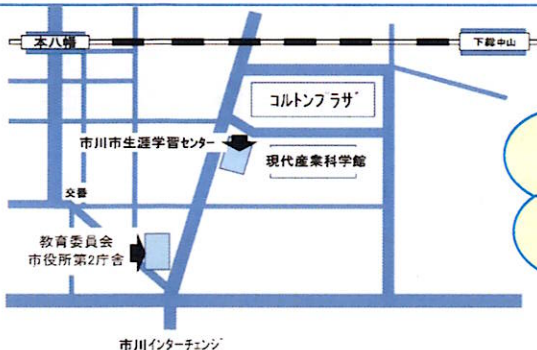 本八幡
下総中山
コルトンプラザ
市川市生涯学習センター
現代産業科学館
交番
教育委員会
市役所第2庁舎
市川インターチェンジ